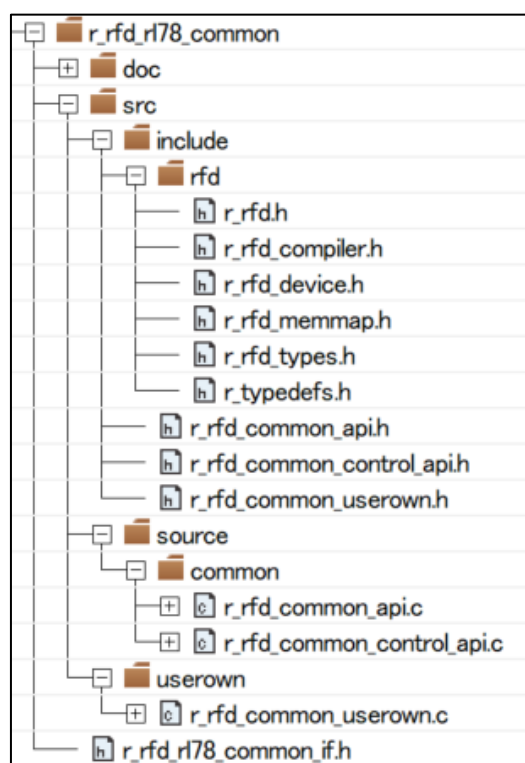 r_rfd_rl78_common
doc
src
include
rfd
r_rfd.h
r_rfd_compiler.h
r_rfd_device.h
r_rfd_memmap.h
r_rfd_types.h
r_typedefs.h
r_rfd_common_api.h
r_rfd_common_control_api.h
r_rfd_common_userown.h
source
common
r_rfd_common_api.c
r_rfd_common_control_api.c
userown
r_rfd_common_userown.c
r_rfd_rl78_common_if.h